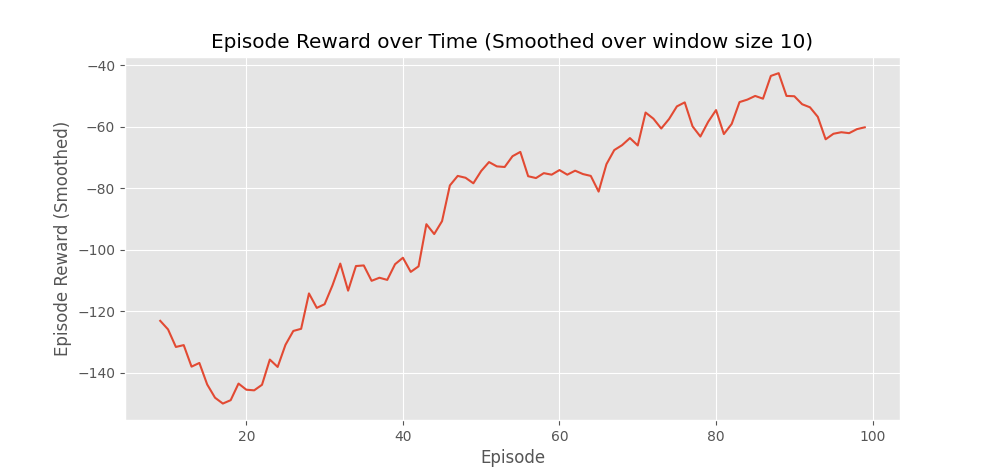 Episode Reward over Time (Smoothed over window size 10)
Episode Reward (Smoothed)
−40
−60
−80
−100
−120
−140
20 40 60 80 100
Episode